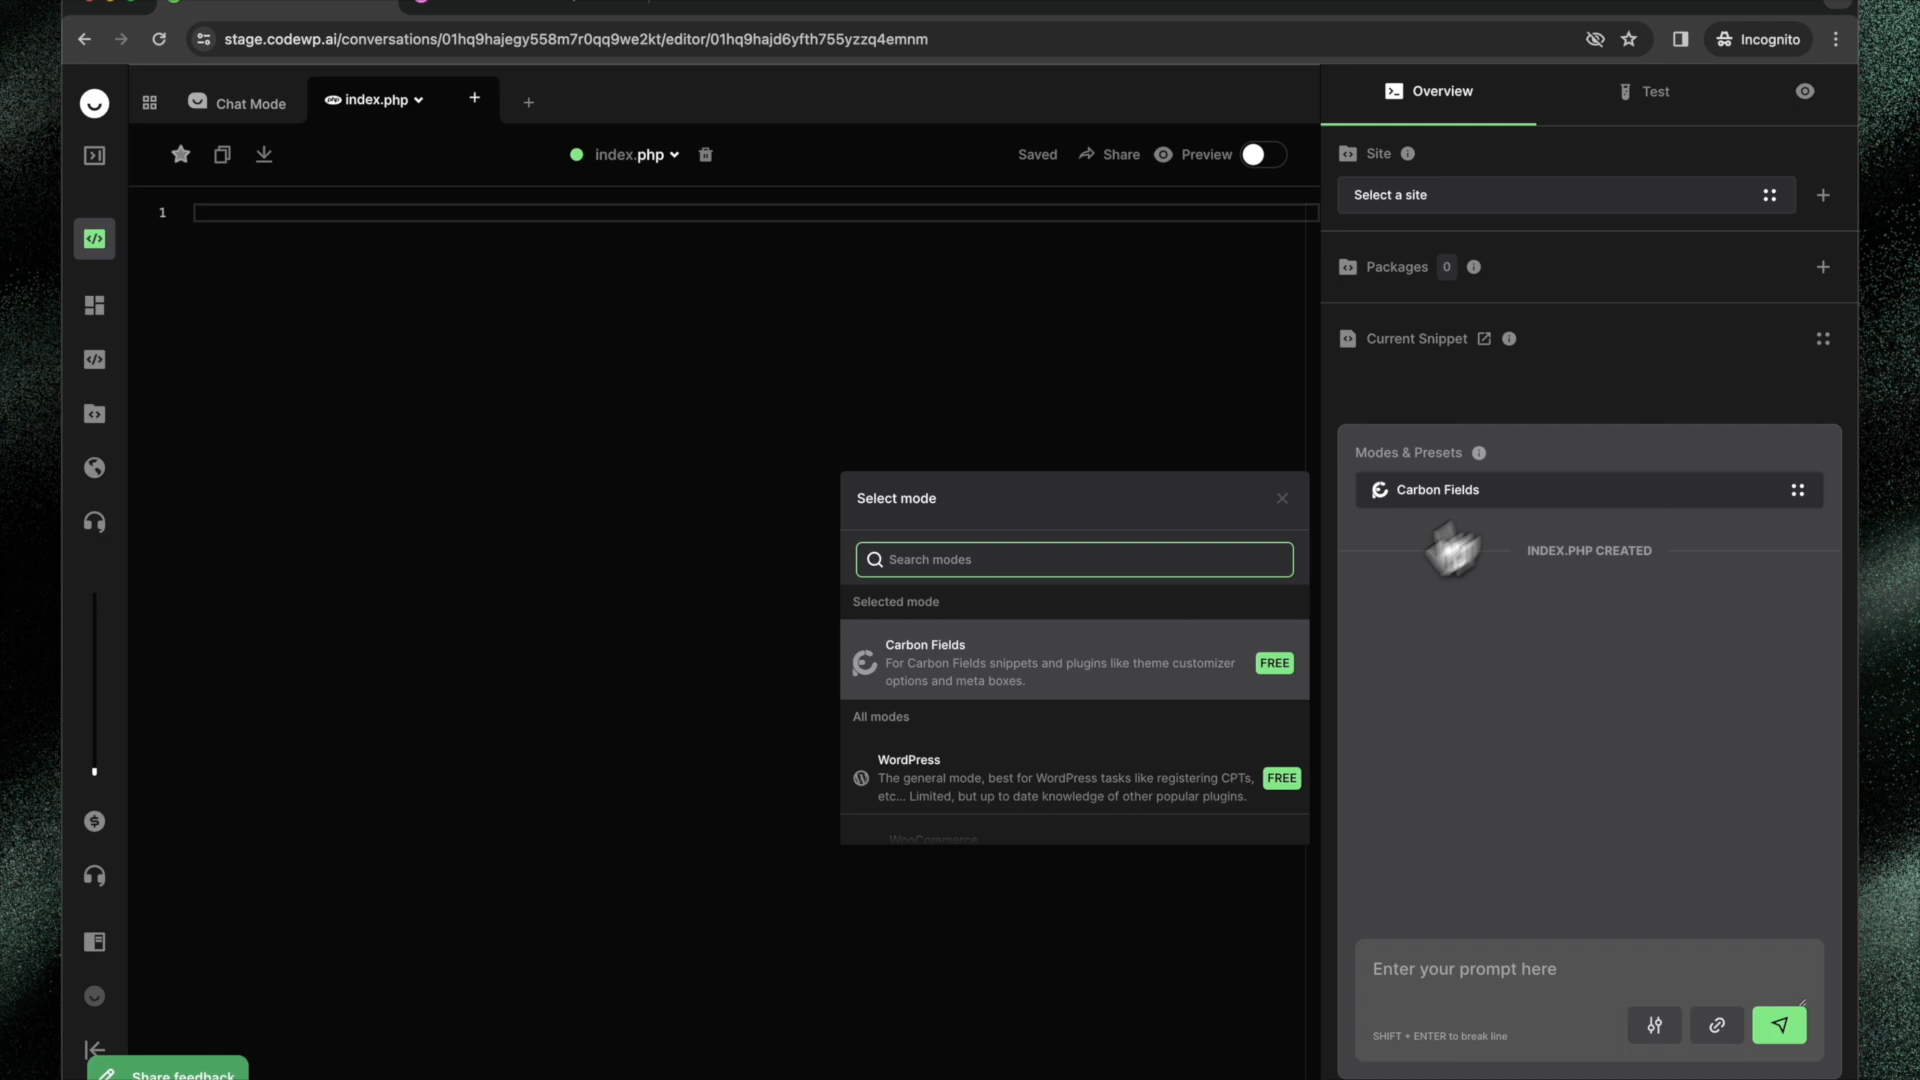 stage.codewp.ai/conversations/01hq9hajegy558m7r0qq9we2kt/editor/01hq9hajd6yfth755yzzq4emnm
Incognito
Chat Mode
php index.php
Overview
Test
index.php
Saved
Share
Preview
Site
Select a site
1
Packages 0
Current Snippet
Modes & Presets
Carbon Fields
INDEX.PHP CREATED
Select mode
Search modes
Selected mode
Carbon Fields
For Carbon Fields snippets and plugins like theme customizer
options and meta boxes.
FREE
All modes
WordPress
The general mode, best for WordPress tasks like registering CPTs,
etc... Limited, but up to date knowledge of other popular plugins.
FREE
WooCommerce
Enter your prompt here
SHIFT + ENTER to break line
Share feedback